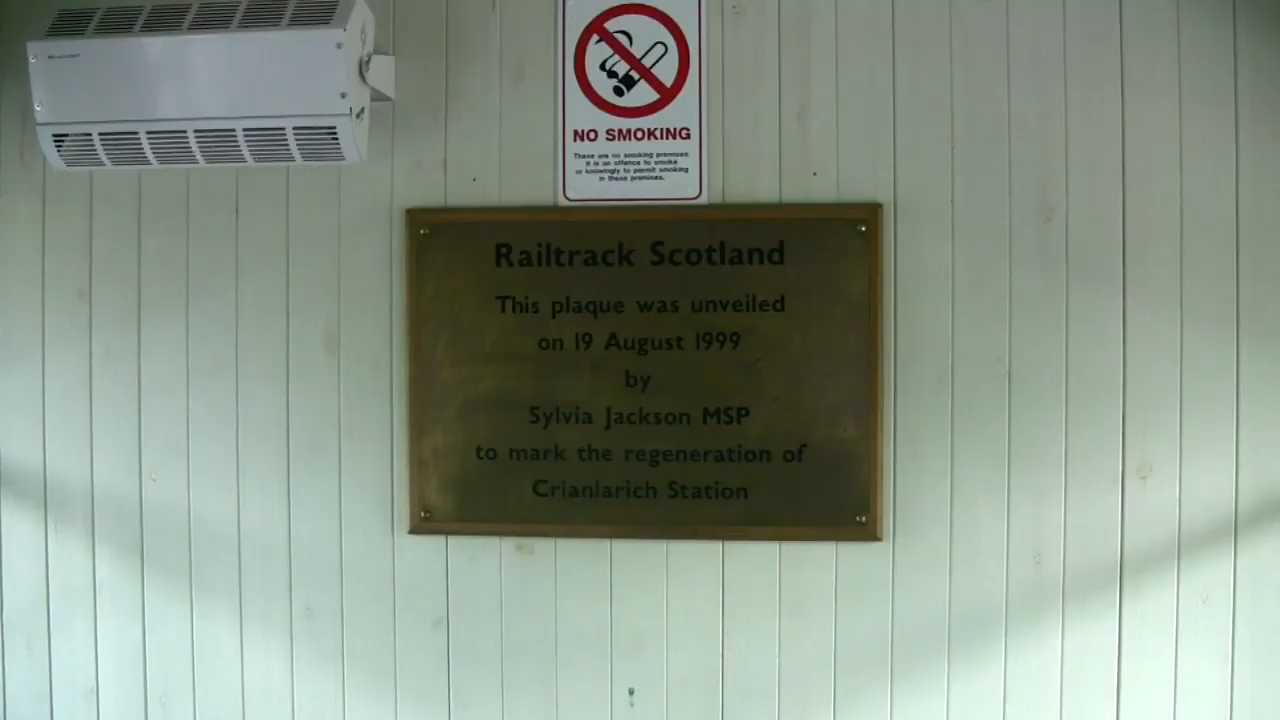 NO SMOKING
These are no smoking premises
It is an offence to smoke
or knowingly to permit smoking
in these premises.
Railtrack Scotland
This plaque was unveiled
on 19 August 1999
by
Sylvia Jackson MSP
to mark the regeneration of
Crianlarich Station